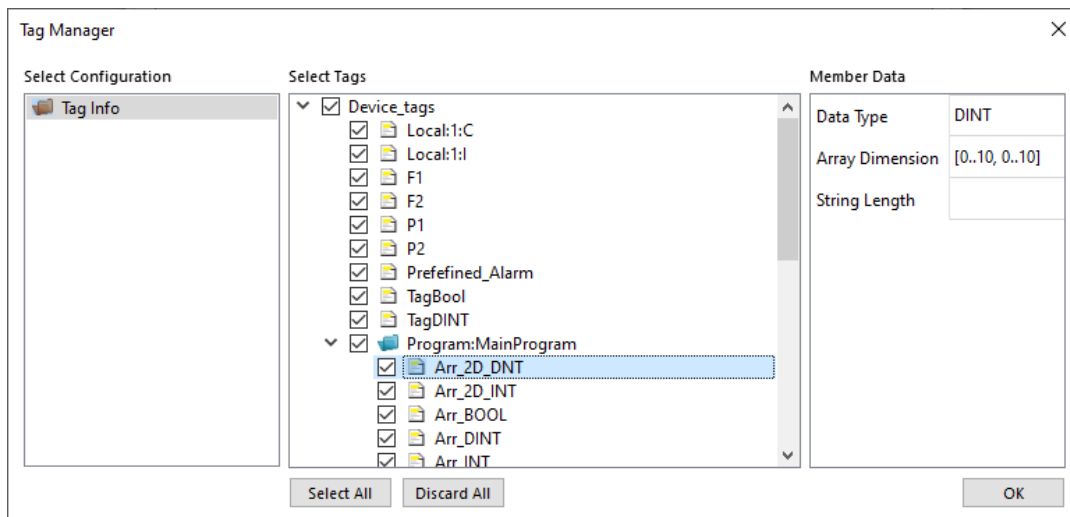 Tag Manager
Select Configuration
Tag Info
Select Tags
Device_tags
Local:1:C
Local:1:I
F1
F2
P1
P2
Prefefined_Alarm
TagBool
TagDINT
Program:MainProgram
Arr_2D_DNT
Arr_2D_INT
Arr_BOOL
Arr_DINT
Arr_INT
Select All Discard All
Member Data
Data Type DINT
Array Dimension [0..10, 0..10]
String Length
OK